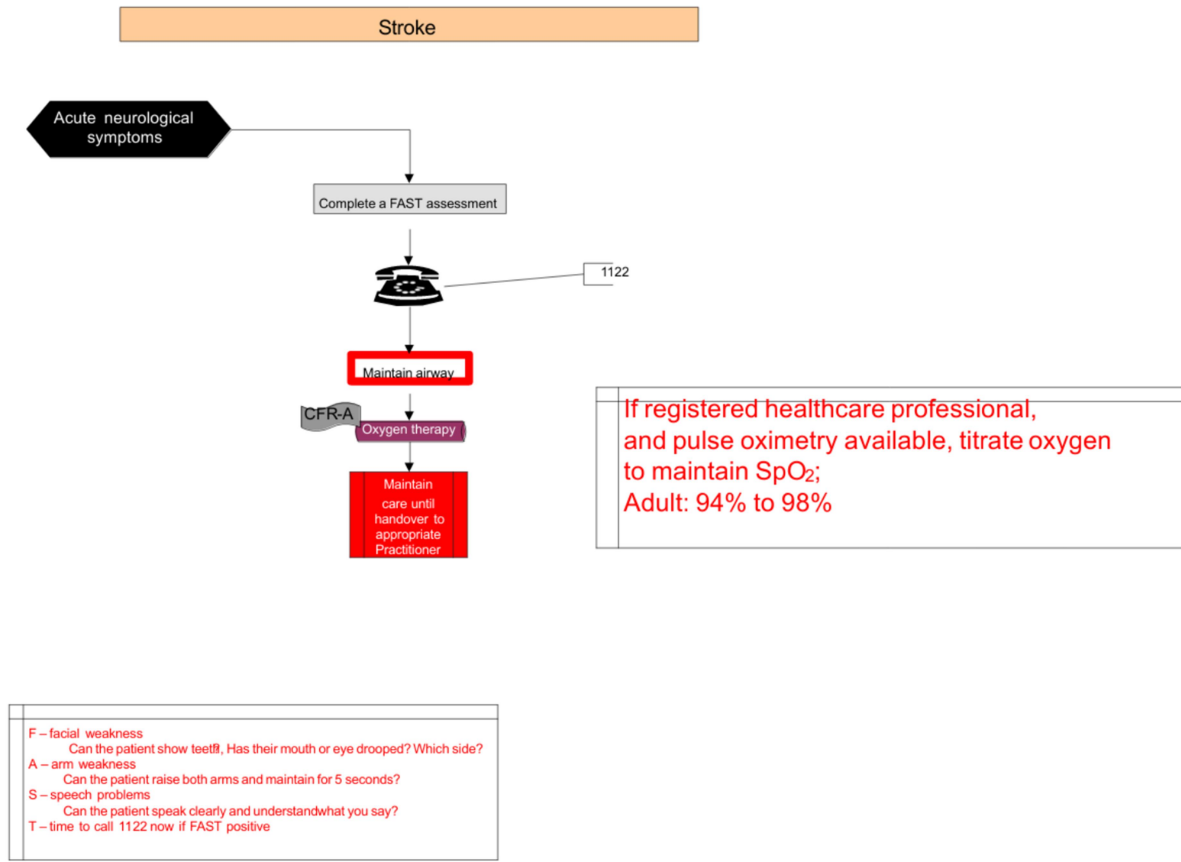 Stroke
Acute neurological
symptoms
Complete a FAST assessment
1122
Maintain airway
CFR-A
Oxygen therapy
Maintain
care until
handover to
appropriate
Practitioner
If registered healthcare professional,
and pulse oximetry available, titrate oxygen
to maintain SpO₂;
Adult: 94% to 98%
F – facial weakness
Can the patient show teeth?, Has their mouth or eye drooped? Which side?
A – arm weakness
Can the patient raise both arms and maintain for 5 seconds?
S – speech problems
Can the patient speak clearly and understandwhat you say?
T – time to call 1122 now if FAST positive